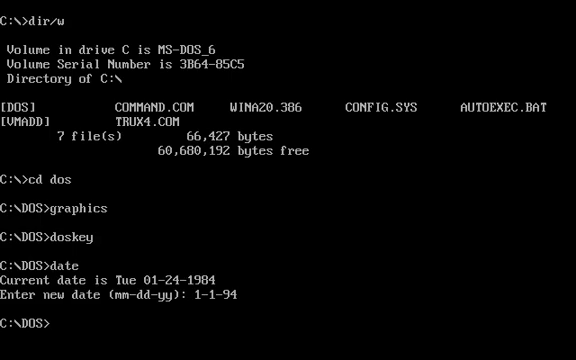 C:\>dir/w
Volume in drive C is MS-DOS_6
Volume Serial Number is 3B64-85C5
Directory of C:\
[DOS] COMMAND.COM WINA20.386 CONFIG.SYS AUTOEXEC.BAT
[VMADD] TRUX4.COM
7 file(s) 66,427 bytes
60,680,192 bytes free
C:\>cd dos
C:\DOS>graphics
C:\DOS>doskey
C:\DOS>date
Current date is Tue 01-24-1984
Enter new date (mm-dd-yy): 1-1-94
C:\DOS>